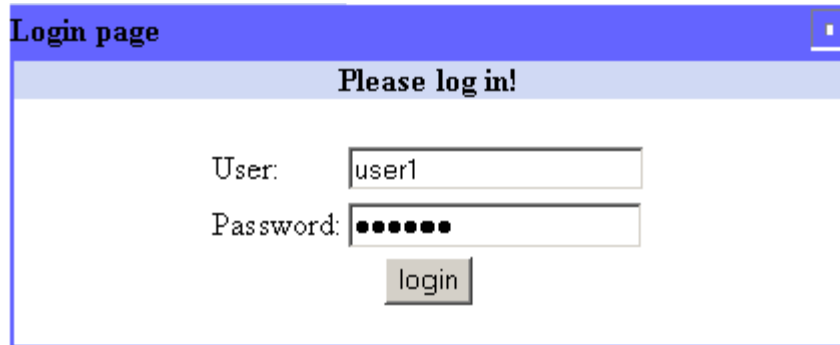 Login page
Please log in!
User: user1
Password: ••••••
login